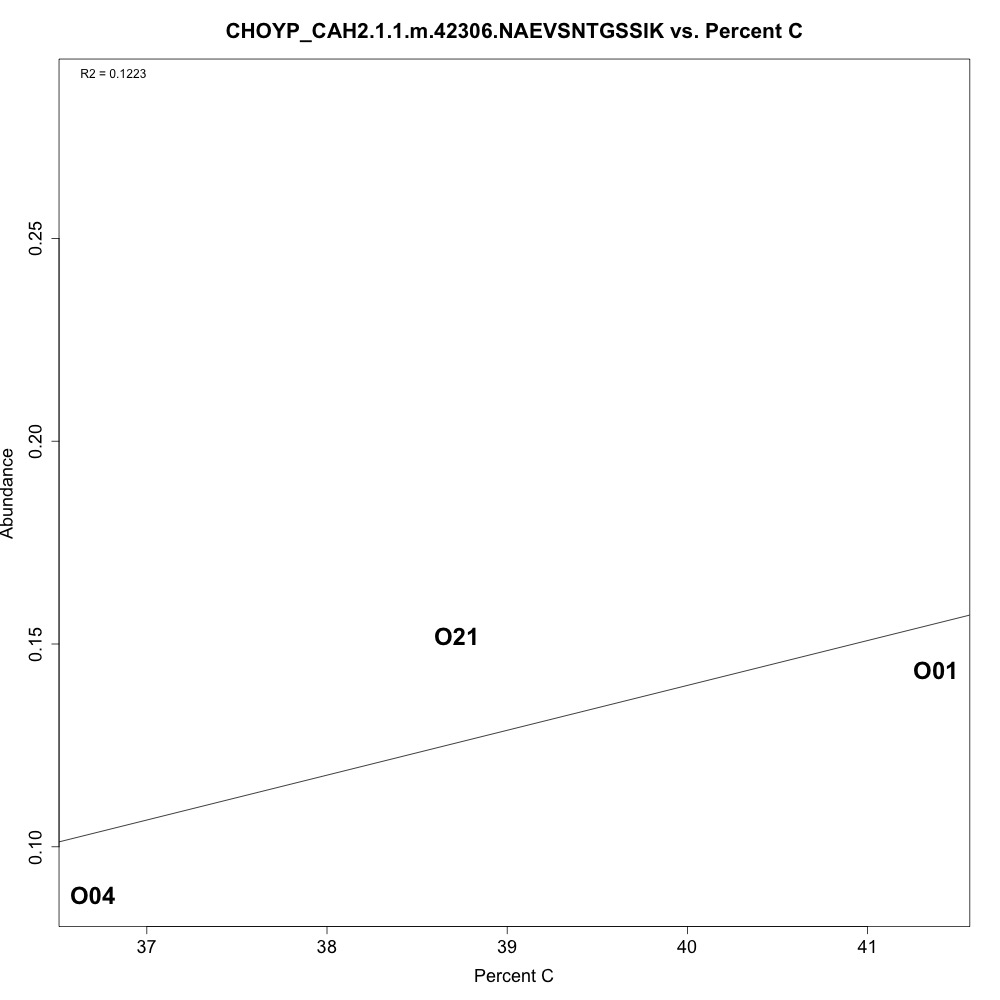 CHOYP_CAH2.1.1.m.42306.NAEVSNTGSSIK vs. Percent C
R2 = 0.1223
0.25
0.20
Abundance
0.15
O21
O01
0.10
O04
37 38 39 40 41
Percent C